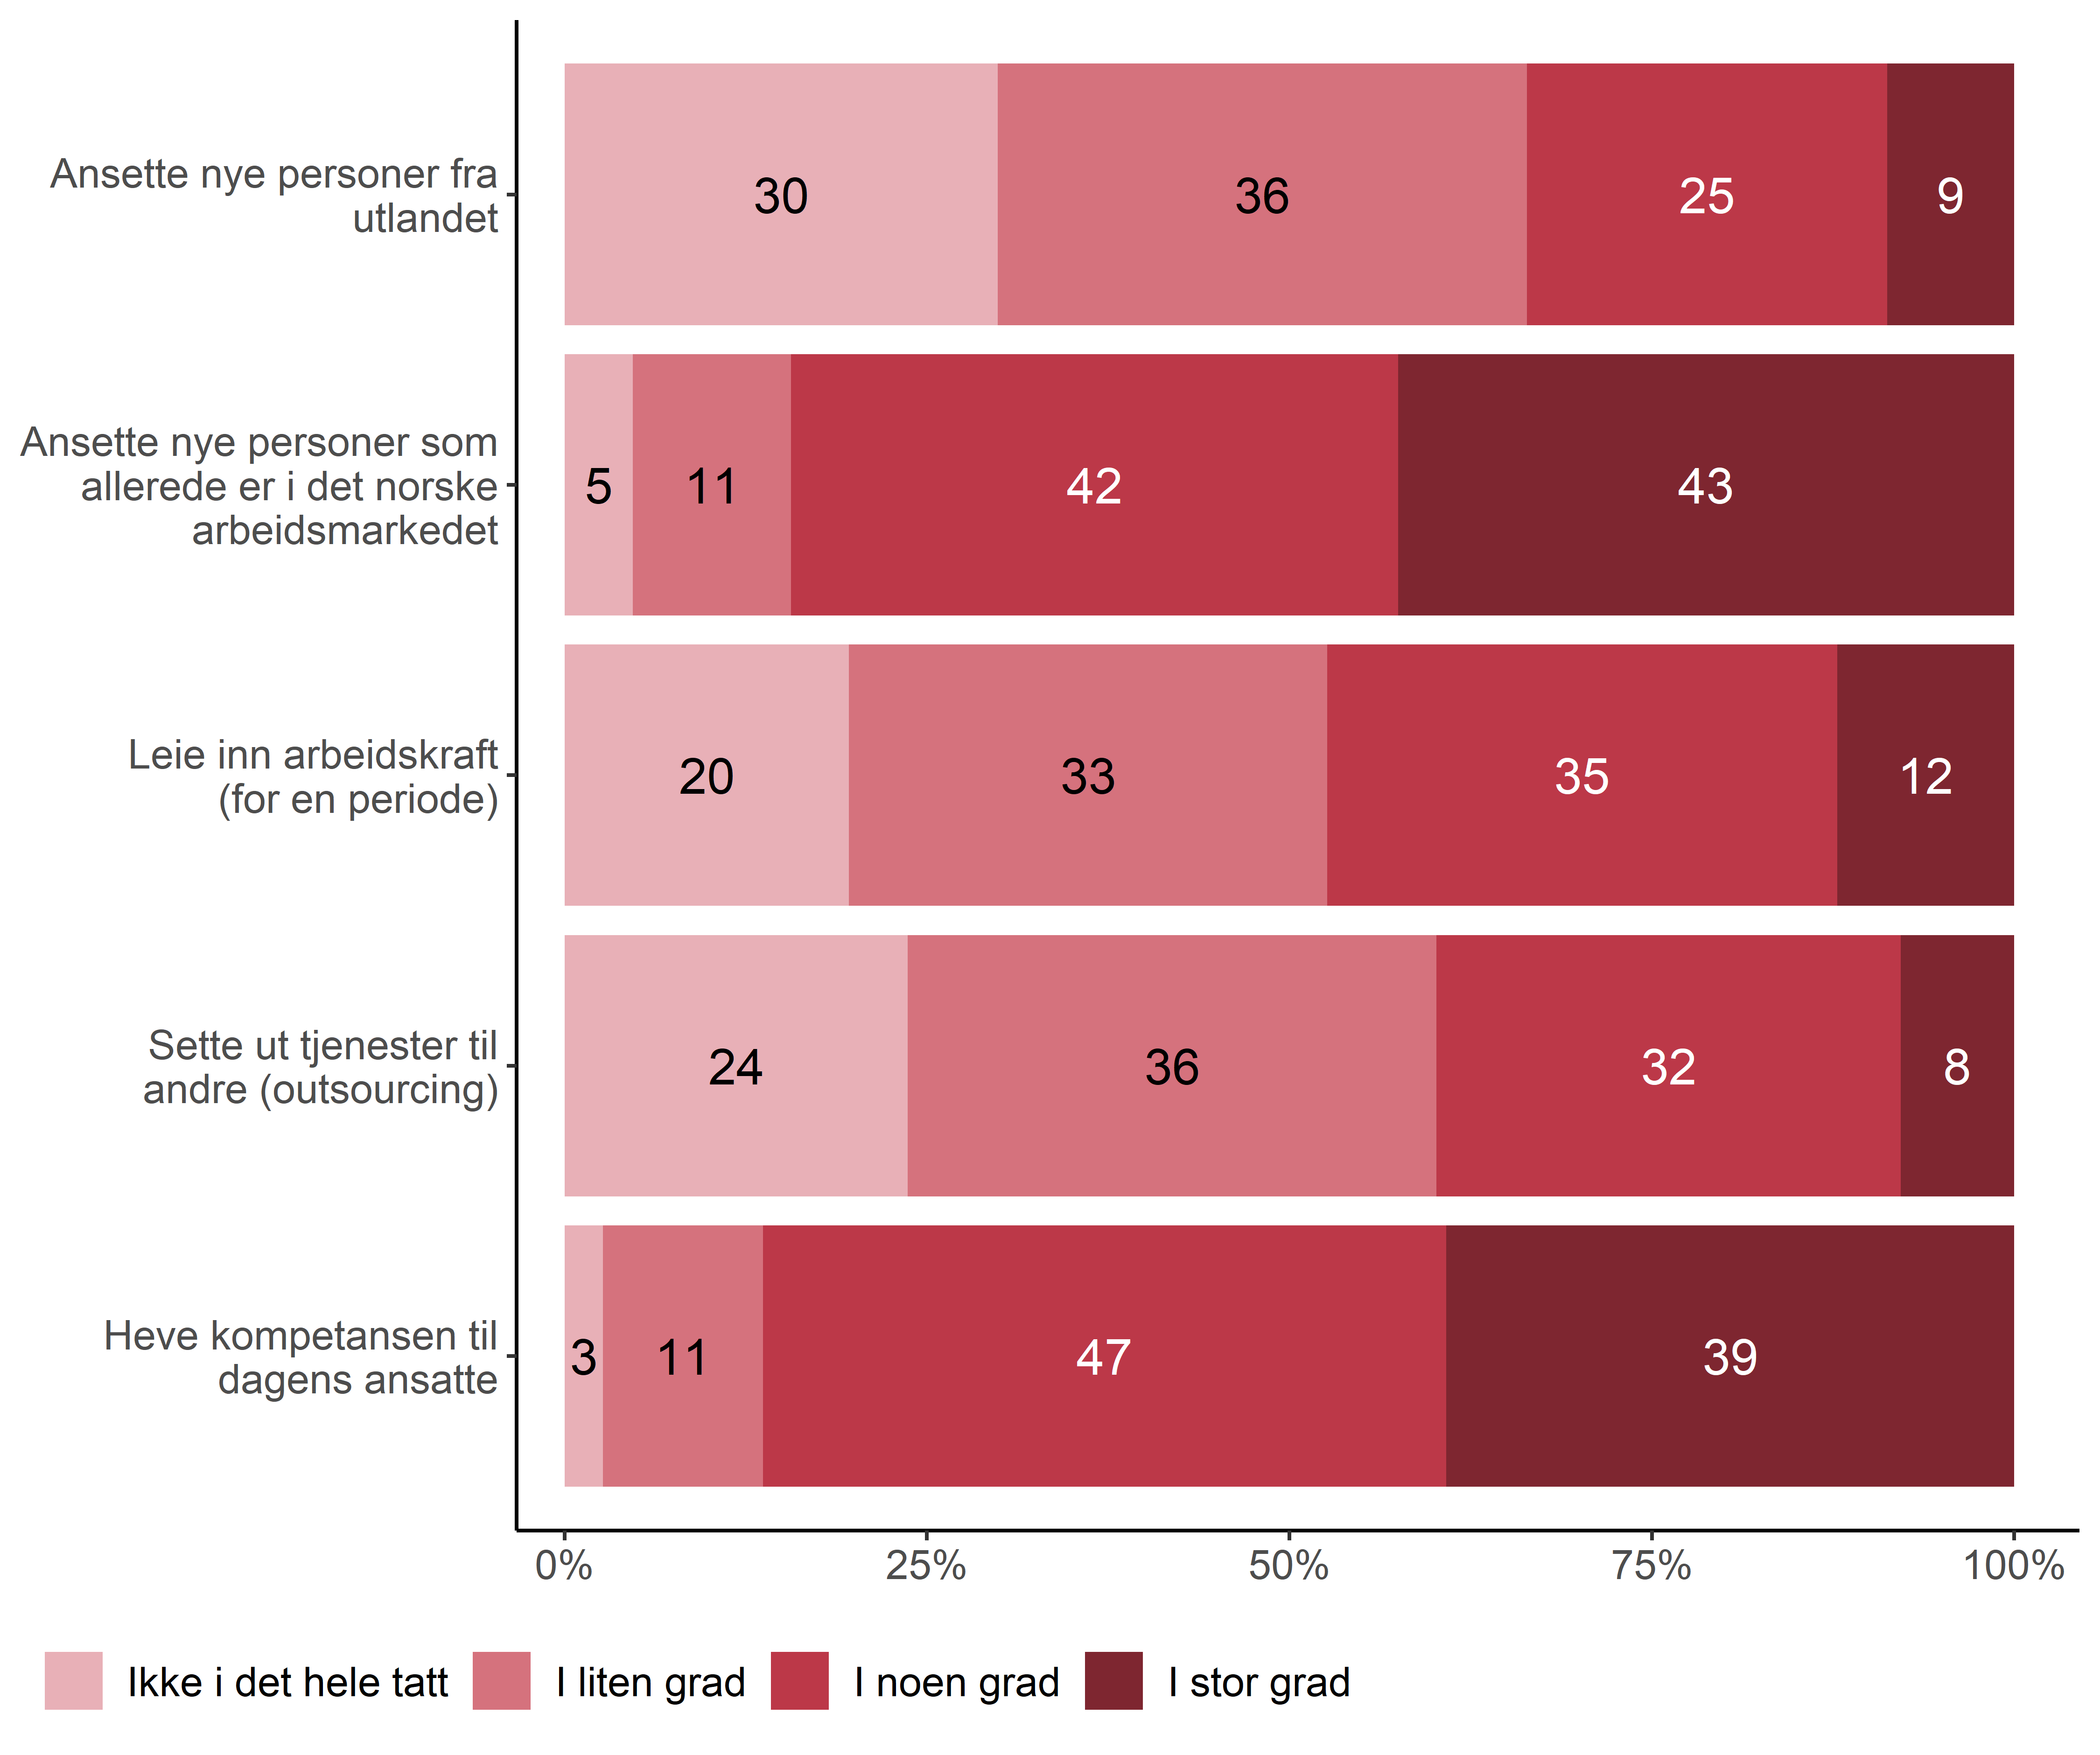 Ansette nye personer fra
utlandet
30 36 25 9
Ansette nye personer som
allerede er i det norske
arbeidsmarkedet
5 11 42 43
Leie inn arbeidskraft
(for en periode)
20 33 35 12
Sette ut tjenester til
andre (outsourcing)
24 36 32 8
Heve kompetansen til
dagens ansatte
3 11 47 39
0% 25% 50% 75% 100%
Ikke i det hele tatt I liten grad I noen grad I stor grad